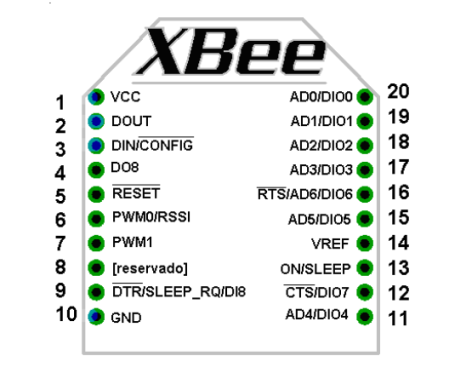 XBee
1 VCC AD0/DIO0 20
2 DOUT AD1/DIO1 19
3 DIN/CONFIG AD2/DIO2 18
4 DO8 AD3/DIO3 17
5 RESET RTS/AD6/DIO6 16
6 PWM0/RSSI AD5/DIO5 15
7 PWM1 VREF 14
8 [reservado] ON/SLEEP 13
9 DTR/SLEEP_RQ/DI8 CTS/DIO7 12
10 GND AD4/DIO4 11